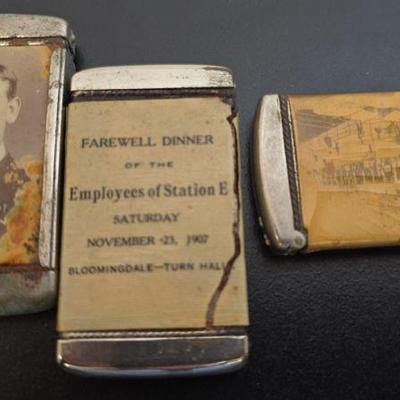 FAREWELL DINNER
OF THE
Employees of Station E
SATURDAY
NOVEMBER 23, 1907
BLOOMINGDALE—TURN HALL